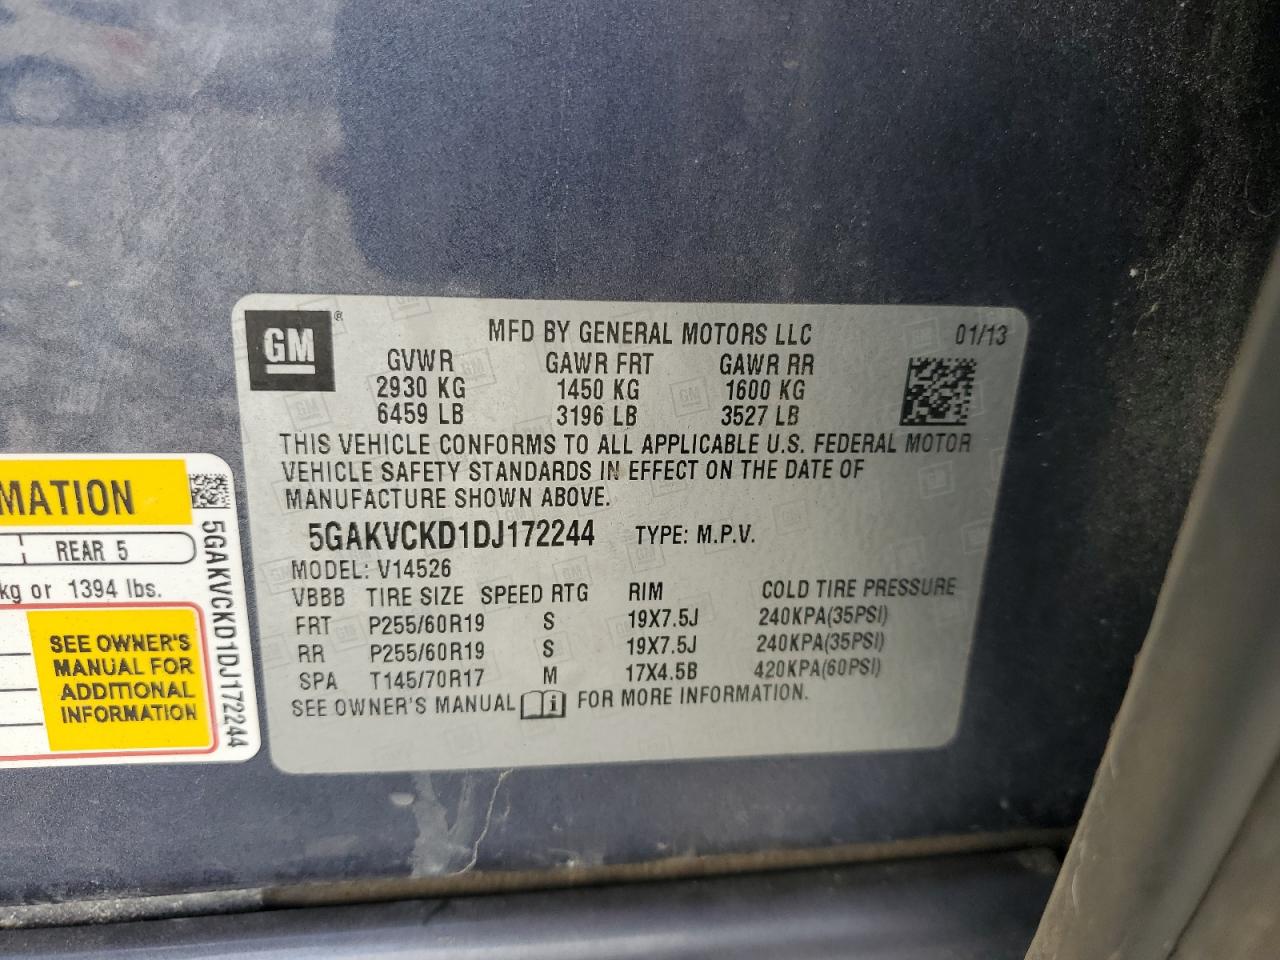 GM®
MFD BY GENERAL MOTORS LLC 01/13
GVWR GAWR FRT GAWR RR
2930 KG 1450 KG 1600 KG
6459 LB 3196 LB 3527 LB
THIS VEHICLE CONFORMS TO ALL APPLICABLE U.S. FEDERAL MOTOR
VEHICLE SAFETY STANDARDS IN EFFECT ON THE DATE OF
MANUFACTURE SHOWN ABOVE.
5GAKVCKD1DJ172244 TYPE: M.P.V.
MODEL: V14526
VBBB TIRE SIZE SPEED RTG RIM COLD TIRE PRESSURE
FRT P255/60R19 S 19X7.5J 240KPA(35PSI)
RR P255/60R19 S 19X7.5J 240KPA(35PSI)
SPA T145/70R17 M 17X4.5B 420KPA(60PSI)
SEE OWNER'S MANUAL i FOR MORE INFORMATION.
MATION
REAR 5
kg or 1394 lbs.
SEE OWNER'S
MANUAL FOR
ADDITIONAL
INFORMATION
5GAKVCKD1DJ172244